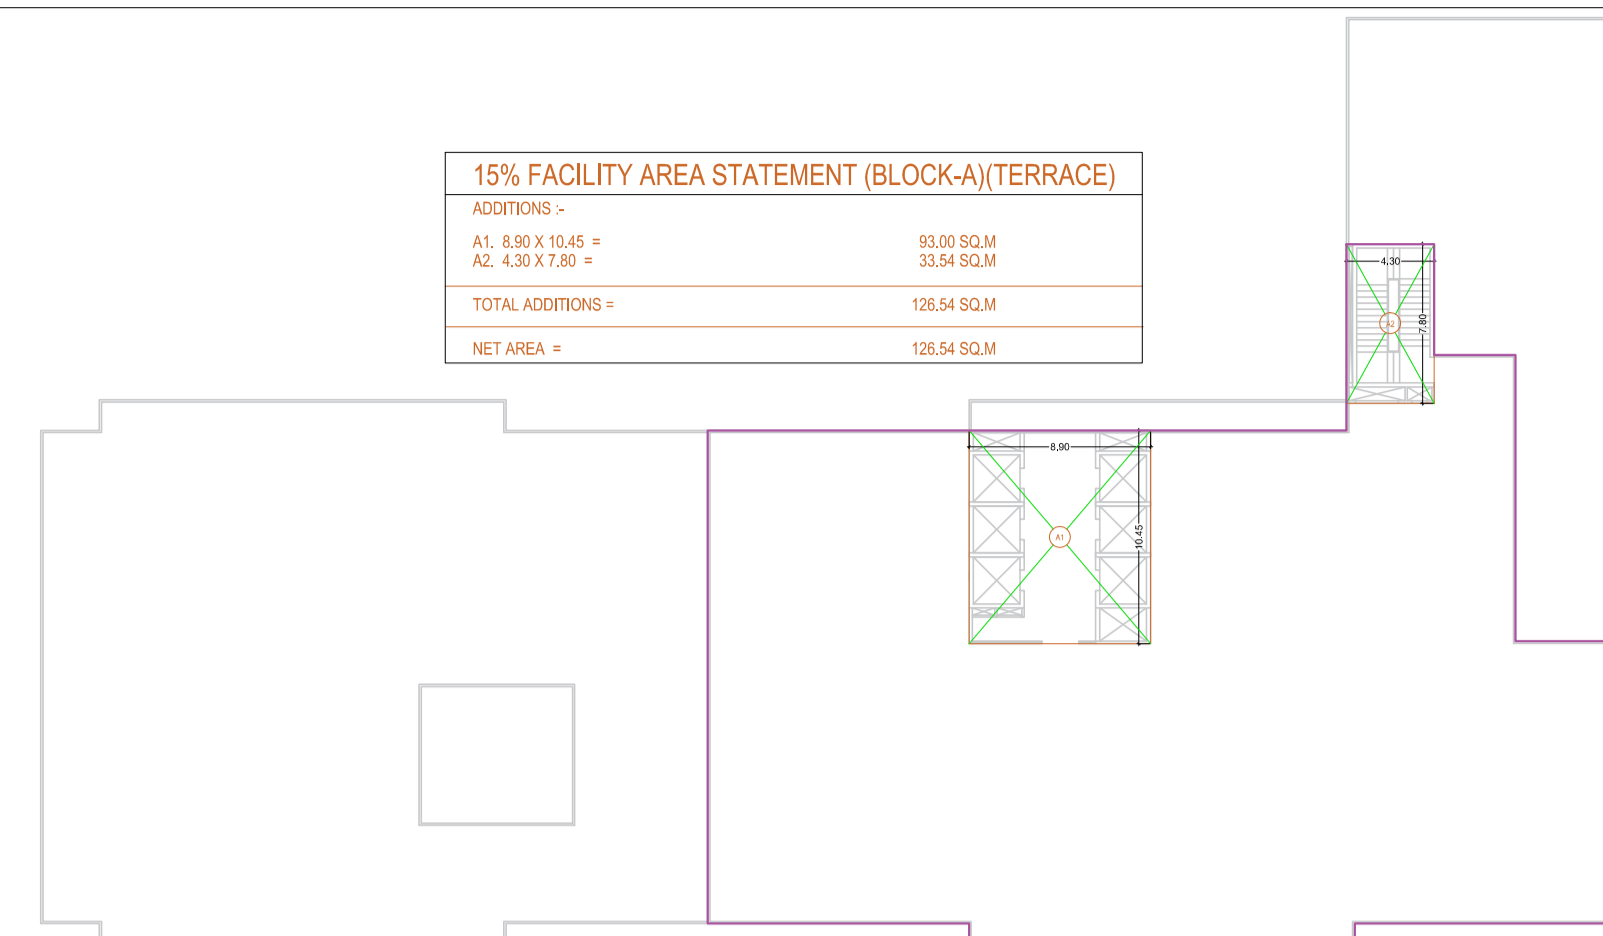 15% FACILITY AREA STATEMENT (BLOCK-A)(TERRACE)
ADDITIONS :-
A1. 8.90 X 10.45 = 93.00 SQ.M
A2. 4.30 X 7.80 = 33.54 SQ.M
TOTAL ADDITIONS = 126.54 SQ.M
NET AREA = 126.54 SQ.M
4.30
A2
7.80
8.90
A1
10.45